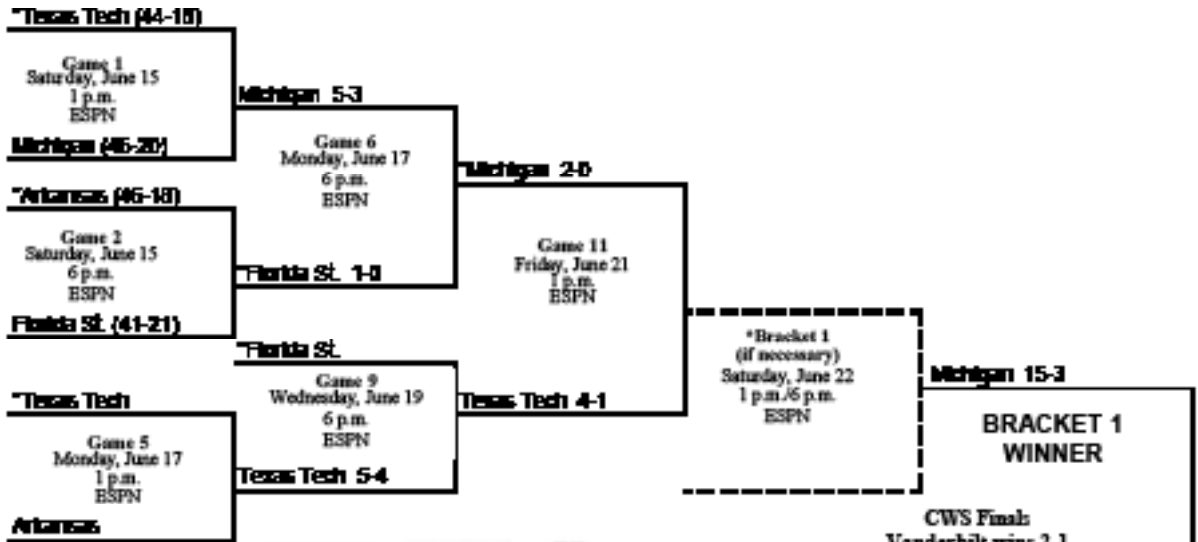 *Texas Tech (44-18)
Game 1
Saturday, June 15
1 p.m.
ESPN
Michigan (46-20)
Michigan 5-3
*Arkansas (46-18)
Game 2
Saturday, June 15
6 p.m.
ESPN
Florida St. (41-21)
Game 6
Monday, June 17
6 p.m.
ESPN
*Florida St. 1-0
*Michigan 2-0
Game 11
Friday, June 21
1 p.m.
ESPN
*Florida St.
Game 9
Wednesday, June 19
6 p.m.
ESPN
*Texas Tech
Game 5
Monday, June 17
1 p.m.
ESPN
Arkansas
Texas Tech 5-4
Texas Tech 4-1
*Bracket 1
(if necessary)
Saturday, June 22
1 p.m./6 p.m.
ESPN
Michigan 15-3
BRACKET 1
WINNER
CWS Finals
Vanderbilt wins 2-1